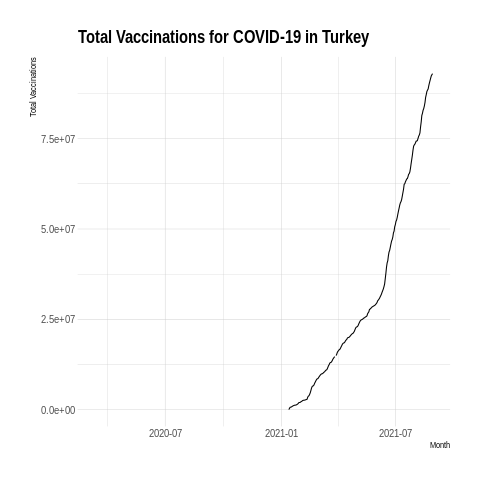 Total Vaccinations for COVID-19 in Turkey
Total Vaccinations
7.5e+07
5.0e+07
2.5e+07
0.0e+00
2020-07
2021-01
2021-07
Month